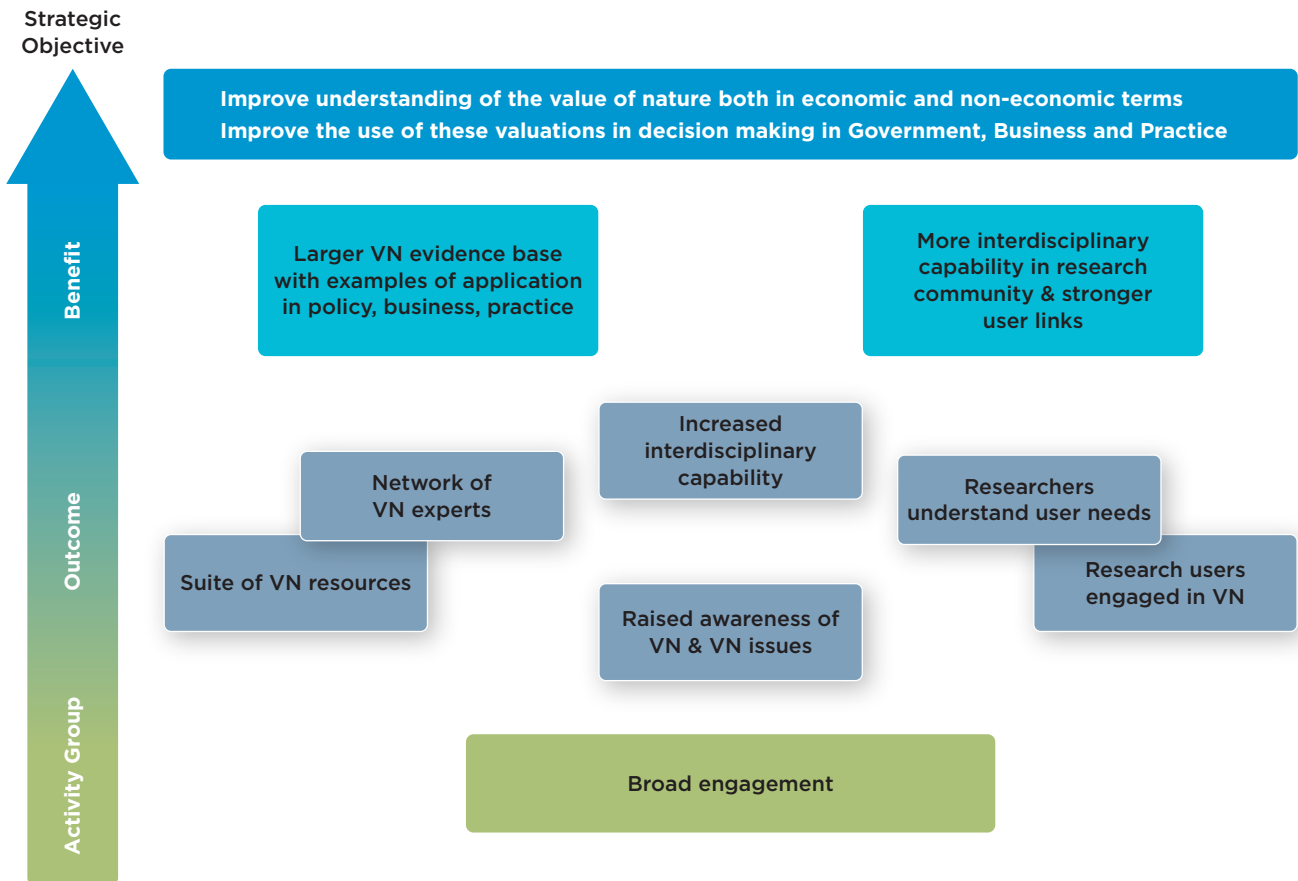 Strategic
Objective
Improve understanding of the value of nature both in economic and non-economic terms
Improve the use of these valuations in decision making in Government, Business and Practice
Benefit
Larger VN evidence base
with examples of application
in policy, business, practice
More interdisciplinary
capability in research
community & stronger
user links
Outcome
Increased
interdisciplinary
capability
Network of
VN experts
Researchers
understand user needs
Suite of VN resources
Research users
engaged in VN
Raised awareness of
VN & VN issues
Activity Group
Broad engagement